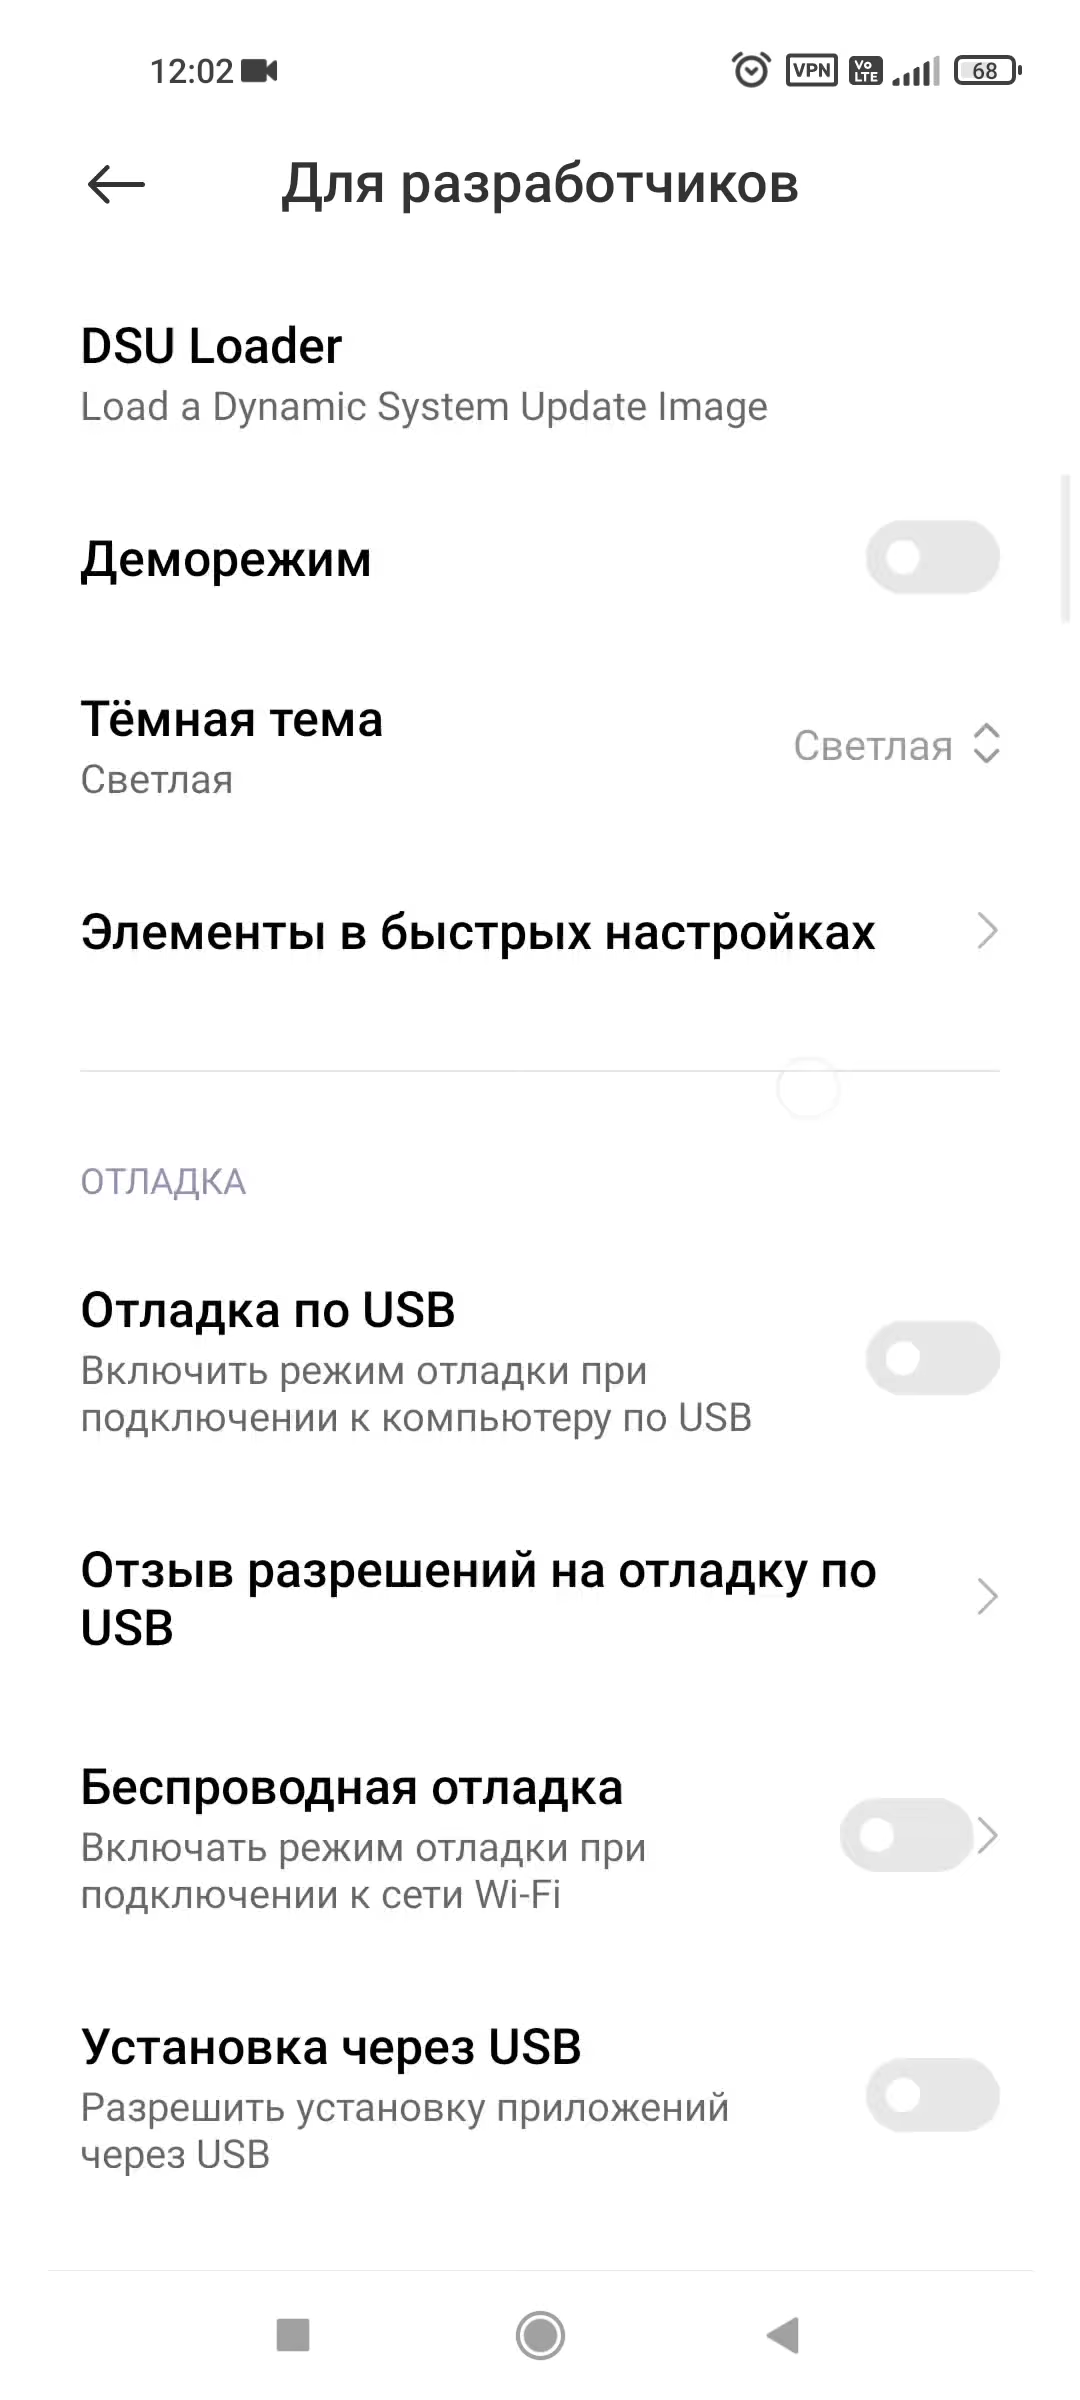 12:02
VPN
Vo
LTE
68
Для разработчиков
DSU Loader
Load a Dynamic System Update Image
Деморежим
Тёмная тема
Светлая
Светлая
Элементы в быстрых настройках
ОТЛАДКА
Отладка по USB
Включить режим отладки при
подключении к компьютеру по USB
Отзыв разрешений на отладку по
USB
Беспроводная отладка
Включать режим отладки при
подключении к сети Wi-Fi
Установка через USB
Разрешить установку приложений
через USB